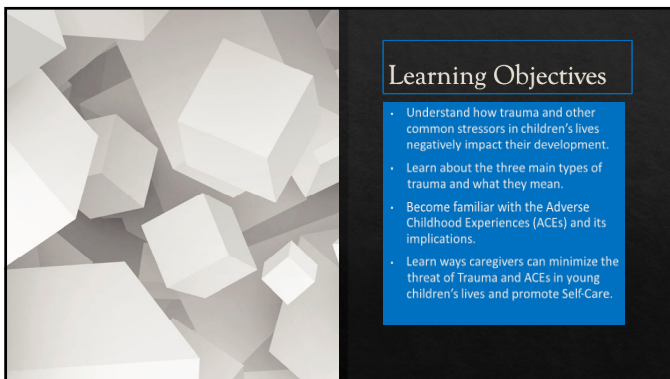 Learning Objectives
• Understand how trauma and other
common stressors in children's lives
negatively impact their development.
• Learn about the three main types of
trauma and what they mean.
• Become familiar with the Adverse
Childhood Experiences (ACEs) and its
implications.
• Learn ways caregivers can minimize the
threat of Trauma and ACEs in young
children's lives and promote Self-Care.